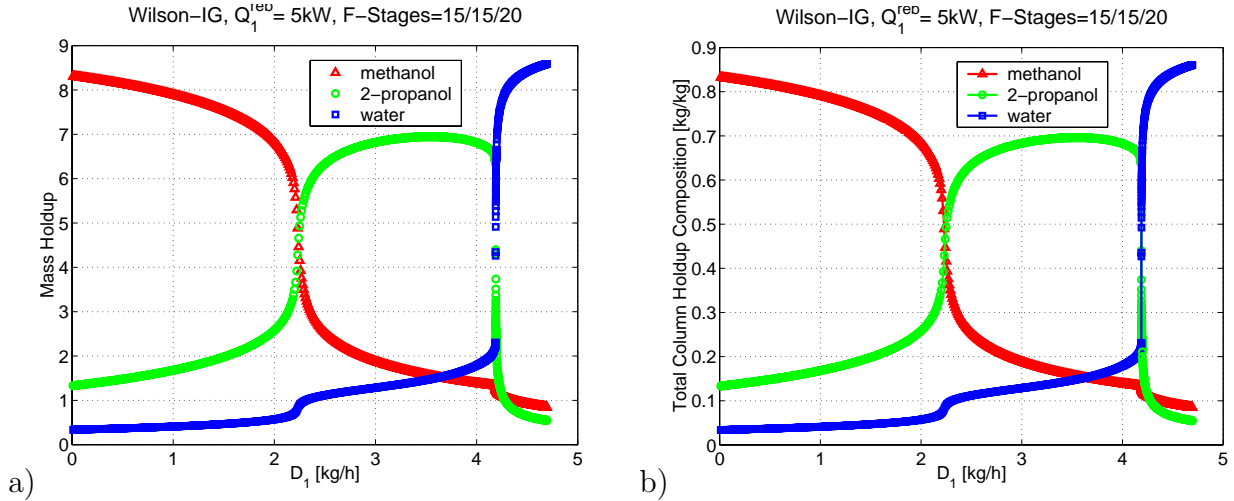 Wilson−IG, Q₁ʳᵉᵇ= 5kW, F−Stages=15/15/20
Mass Holdup
9
8
7
6
5
4
3
2
1
0
methanol
2−propanol
water
0 1 2 3 4 5
D₁ [kg/h]
a)
Wilson−IG, Q₁ʳᵉᵇ= 5kW, F−Stages=15/15/20
Total Column Holdup Composition [kg/kg]
0.9
0.8
0.7
0.6
0.5
0.4
0.3
0.2
0.1
0
methanol
2−propanol
water
0 1 2 3 4 5
D₁ [kg/h]
b)